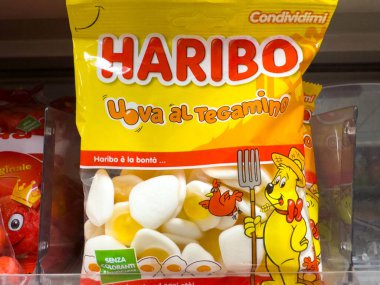 Condividimi
HARIBO
Uova al Tegamino
Haribo è la bontà ...
SENZA
COLORANTI